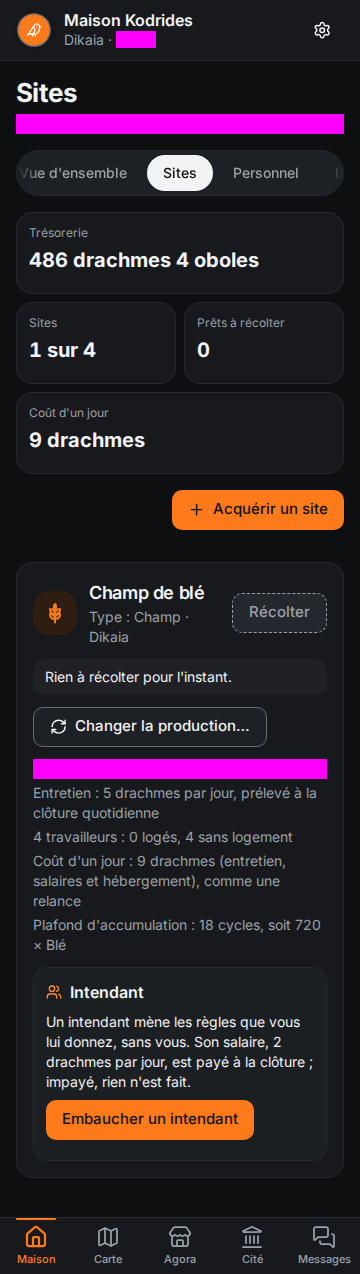 Maison Kodrides
Dikaia ·
Sites
Vue d'ensemble
Sites
Personnel
Trésorerie
486 drachmes 4 oboles
Sites
Prêts à récolter
1 sur 4
0
Coût d'un jour
9 drachmes
+ Acquérir un site
Champ de blé
Type : Champ ·
Dikaia
Récolter
Rien à récolter pour l'instant.
Changer la production...
Entretien : 5 drachmes par jour, prélevé à la
clôture quotidienne
4 travailleurs : 0 logés, 4 sans logement
Coût d'un jour : 9 drachmes (entretien,
salaires et hébergement), comme une
relance
Plafond d'accumulation : 18 cycles, soit 720
× Blé
Intendant
Un intendant mène les règles que vous
lui donnez, sans vous. Son salaire, 2
drachmes par jour, est payé à la clôture ;
impayé, rien n'est fait.
Embaucher un intendant
Maison
Carte
Agora
Cité
Messages